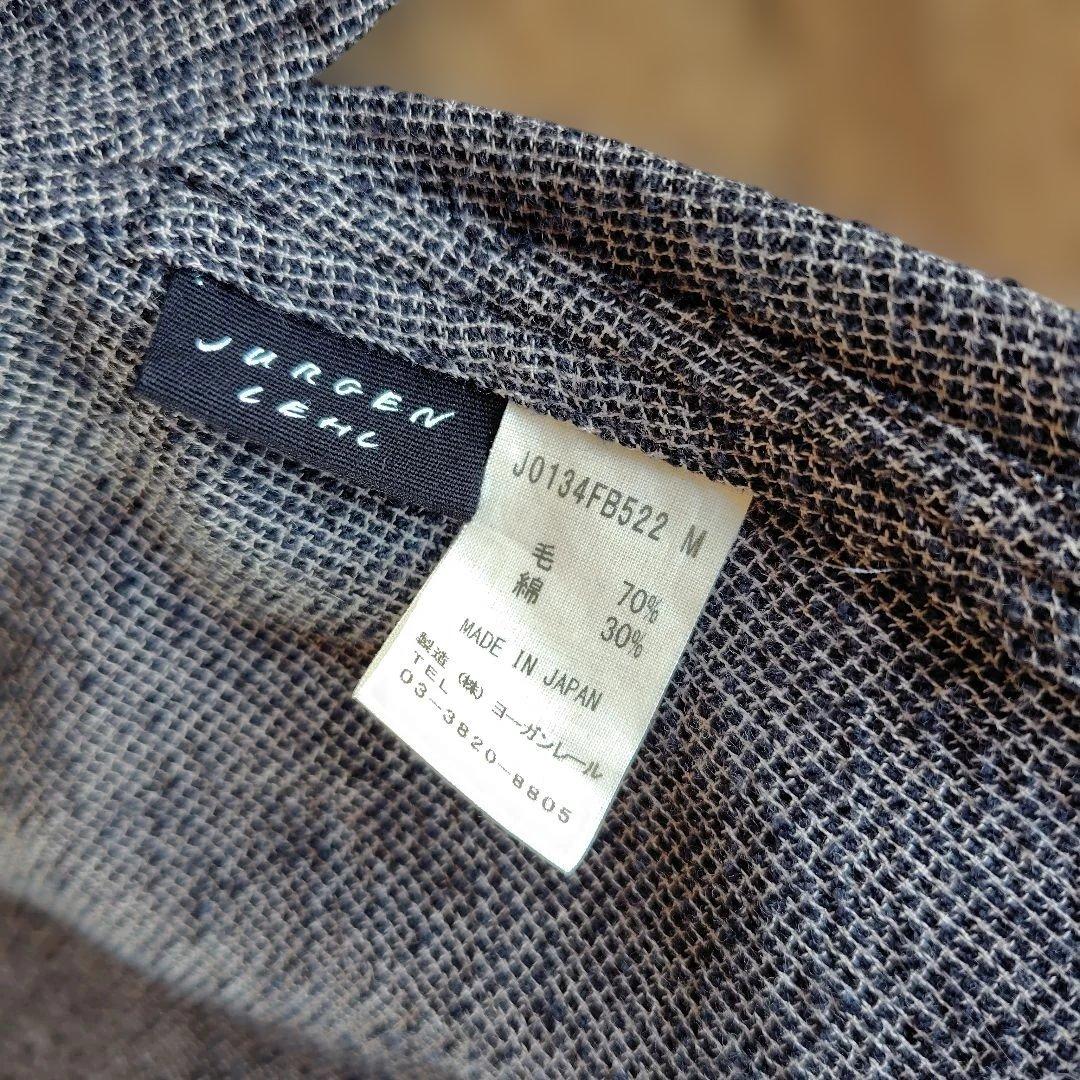 JURGEN
LEHL
J0134FB522 M
毛 70%
綿 30%
MADE IN JAPAN
製造 (株) ヨーガンレール
TEL
03-3820-8805